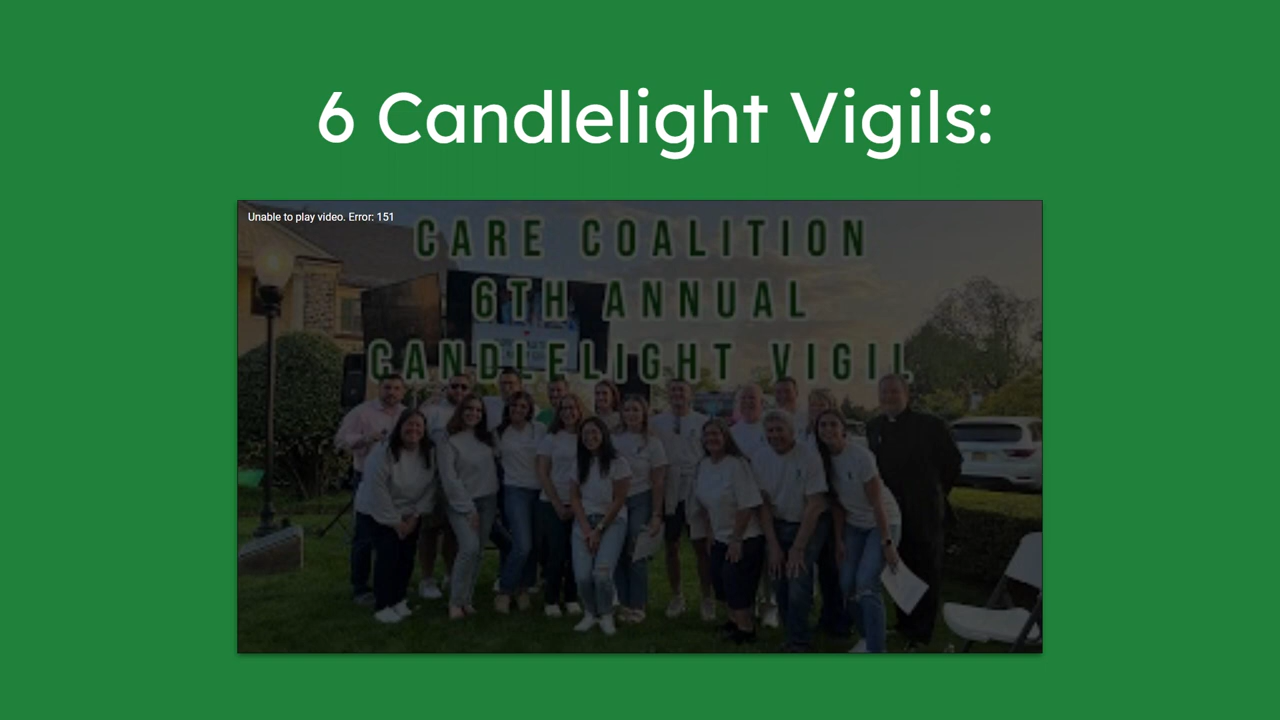 6 Candlelight Vigils:
Unable to play video. Error: 151
CARE COALITION
6TH ANNUAL
CANDLELIGHT VIGIL